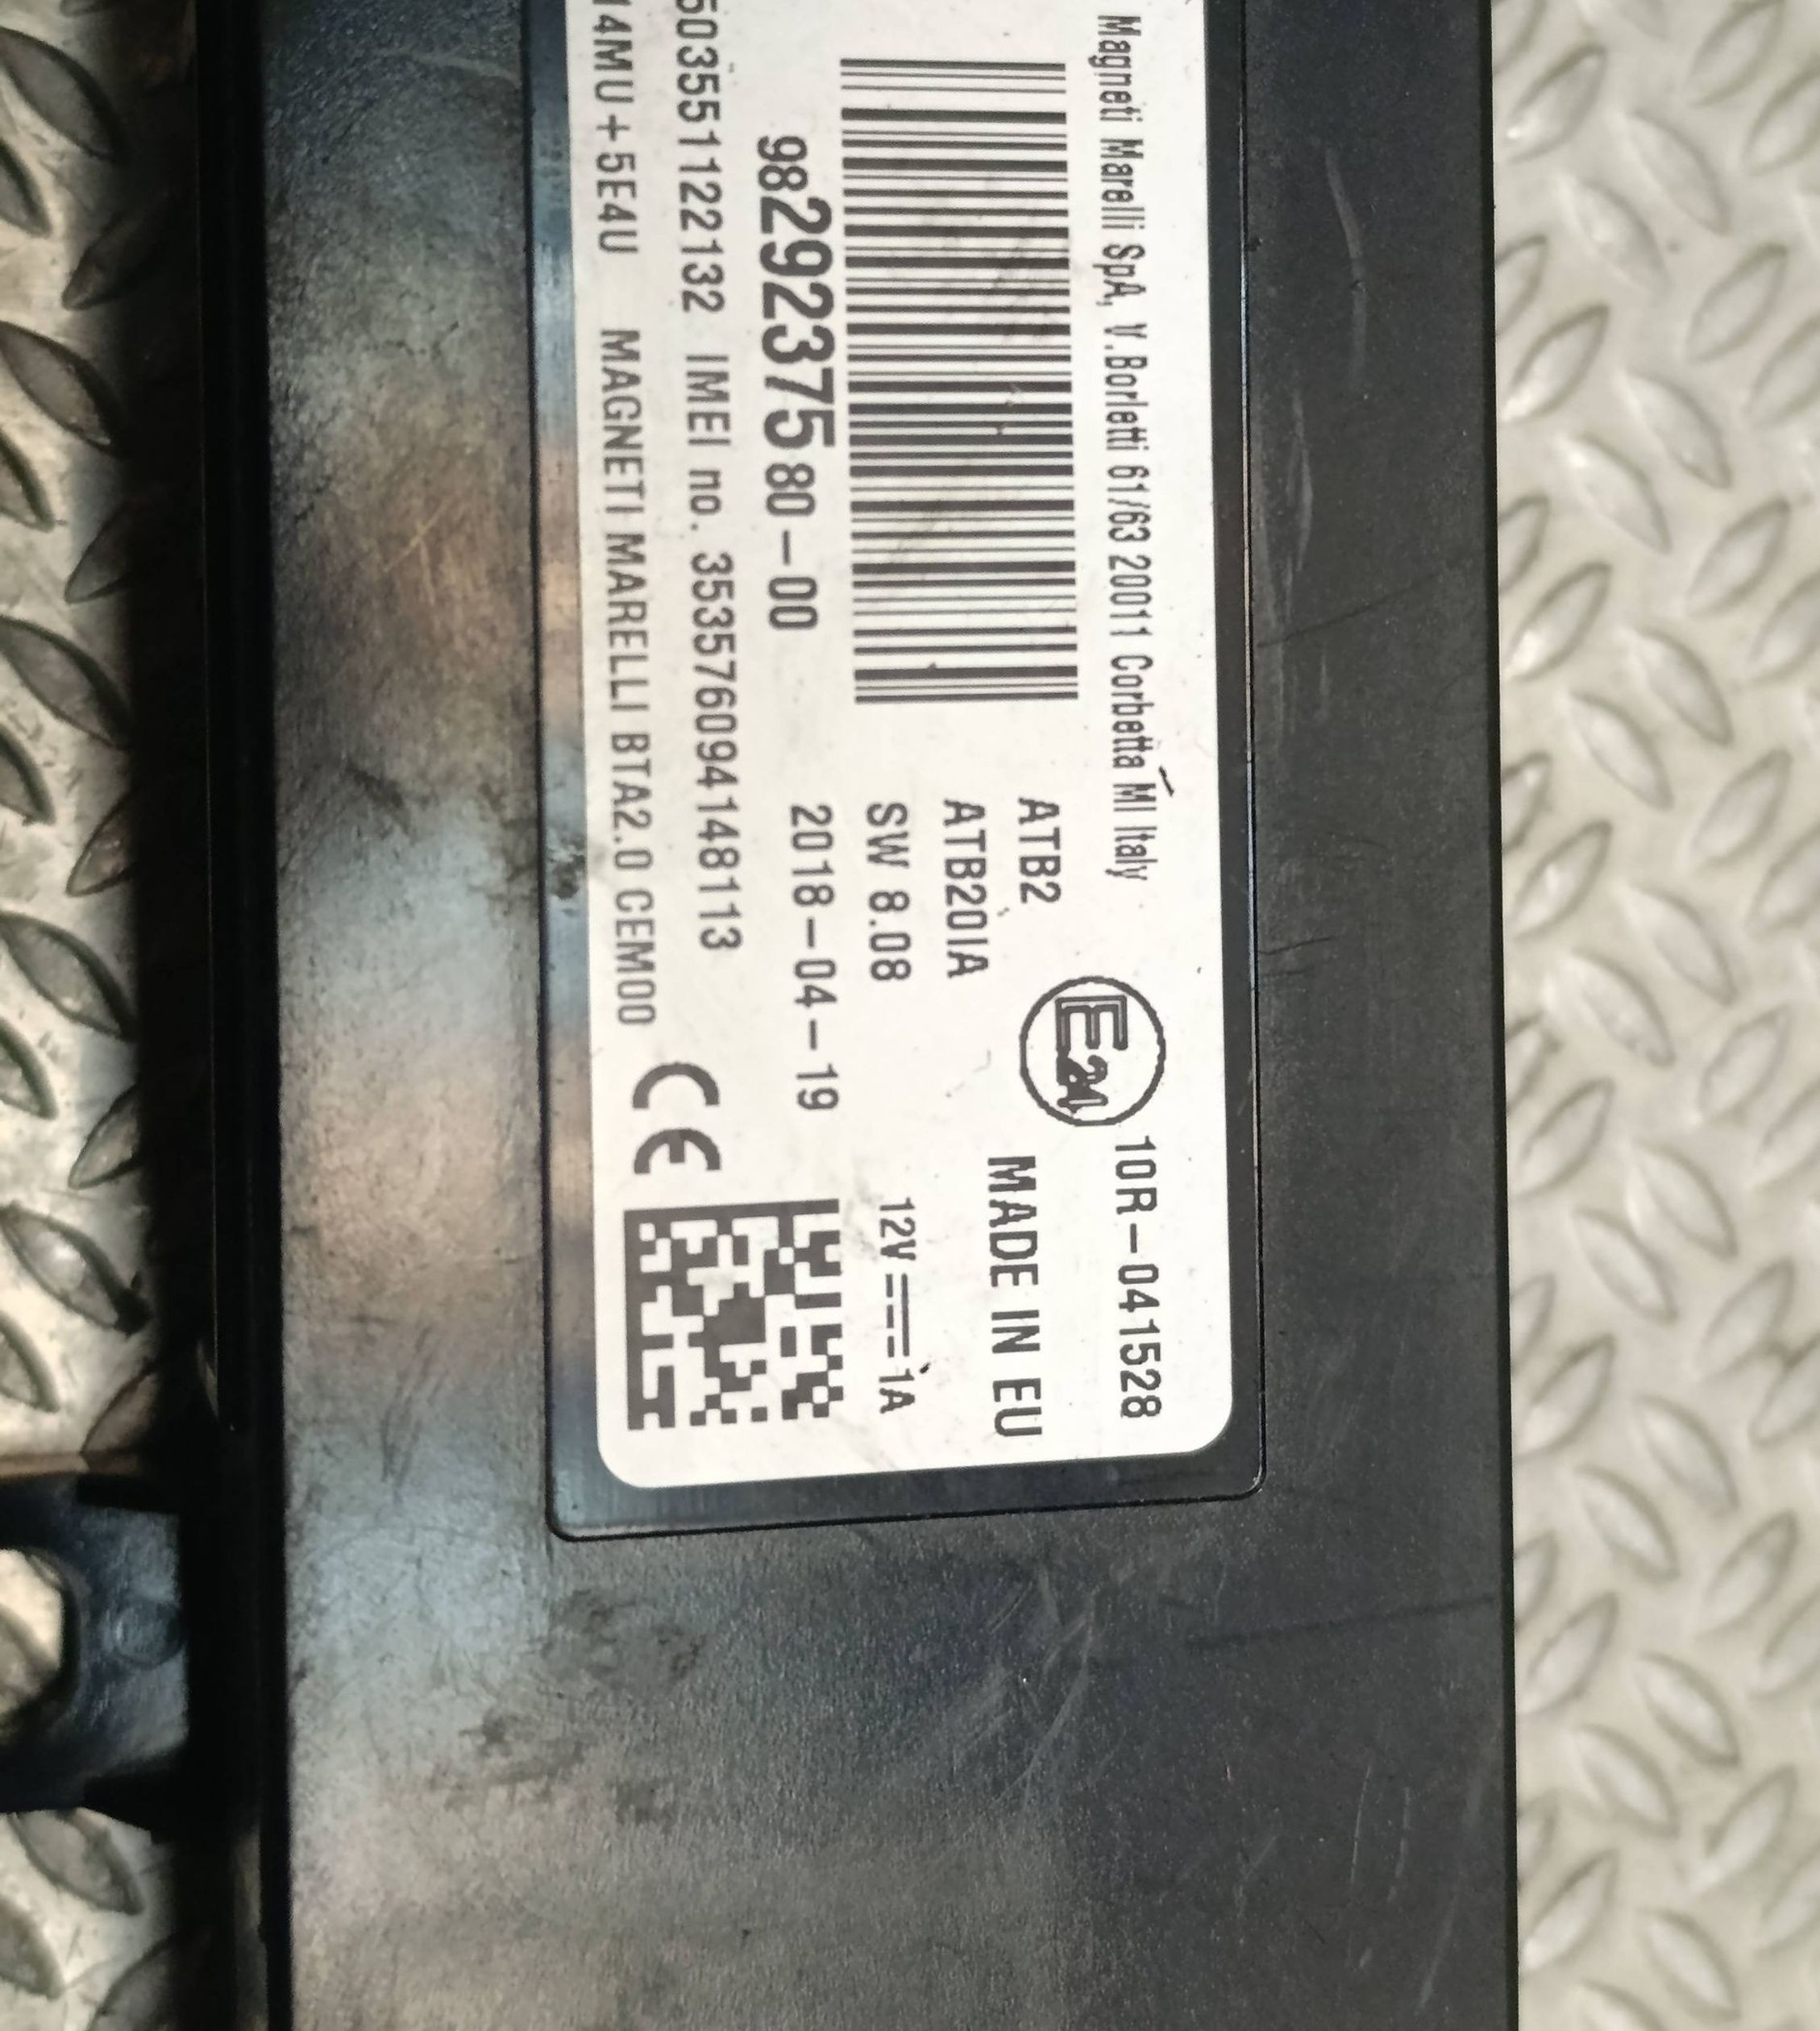 Magneti Marelli SpA, V.Borletti 61/63 20011 Corbetta MI Italy
10R-041528
E24
ATB2
ATB20IA
MADE IN EU
SW 8.08
12V 1A
9829237580-00
2018-04-19
503551122132 IMEI no. 353576094148113
14MU+5E4U MAGNETI MARELLI BTA2.0 CEM00
CE